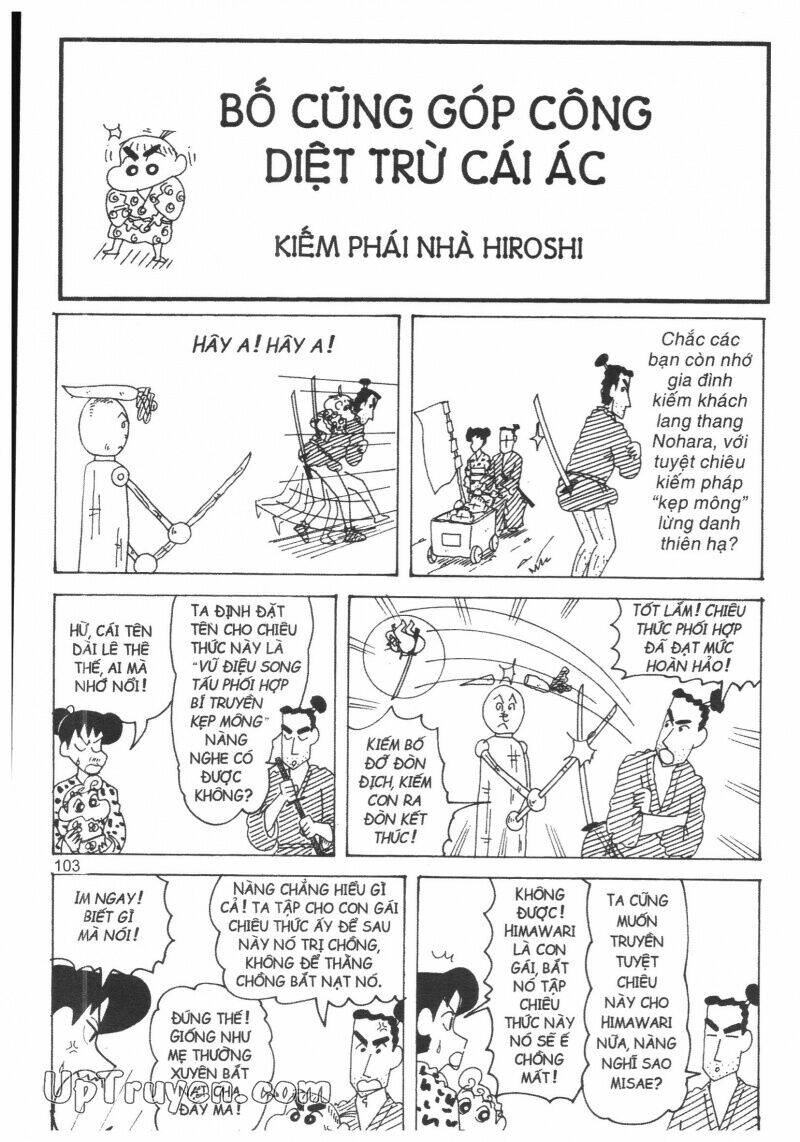 BỐ CŨNG GÓP CÔNG
DIỆT TRỪ CÁI ÁC
KIẾM PHÁI NHÀ HIROSHI
Chắc các
bạn còn nhớ
gia đình
kiếm khách
lang thang
Nohara, với
tuyệt chiêu
kiếm pháp
“kẹp mông”
lừng danh
thiên hạ?
HÂY A! HÂY A!
TỐT LẮM! CHIÊU
THỨC PHỐI HỢP
ĐÃ ĐẠT MỨC
HOÀN HẢO!
KIẾM BỐ
ĐỠ ĐÒN
ĐỊCH, KIẾM
CON RA
ĐÒN KẾT
THÚC!
TA ĐỊNH ĐẶT
TÊN CHO CHIÊU
THỨC NÀY LÀ
“VŨ ĐIỆU SONG
TẤU PHỐI HỢP
BÍ TRUYỀN
KẸP MÔNG”
NÀNG
NGHE CÓ
ĐƯỢC
KHÔNG?
HỪ, CÁI TÊN
DÀI LÊ THÊ
THẾ, AI MÀ
NHỚ NỔI!
103
TA CŨNG
MUỐN
TRUYỀN
TUYỆT
CHIÊU
NÀY CHO
HIMAWARI
NỮA, NÀNG
NGHĨ SAO
MISAE?
KHÔNG
ĐƯỢC!
HIMAWARI
LÀ CON
GÁI, BẮT
NÓ TẬP
CHIÊU
THỨC NÀY
NÓ SẼ Ế
CHỒNG
MẤT!
NÀNG CHẲNG HIỂU GÌ
CẢ! TA TẬP CHO CON GÁI
CHIÊU THỨC ẤY ĐỂ SAU
NÀY NÓ TRỊ CHỒNG,
KHÔNG ĐỂ THẰNG
CHỒNG BẮT NẠT NÓ.
ĐÚNG THẾ!
GIỐNG NHƯ
MẸ THƯỜNG
XUYÊN BẮT
NẠT CHA
ĐÂY MA!
IM NGAY!
BIẾT GÌ
MÀ NÓI!
UpTruyen.com